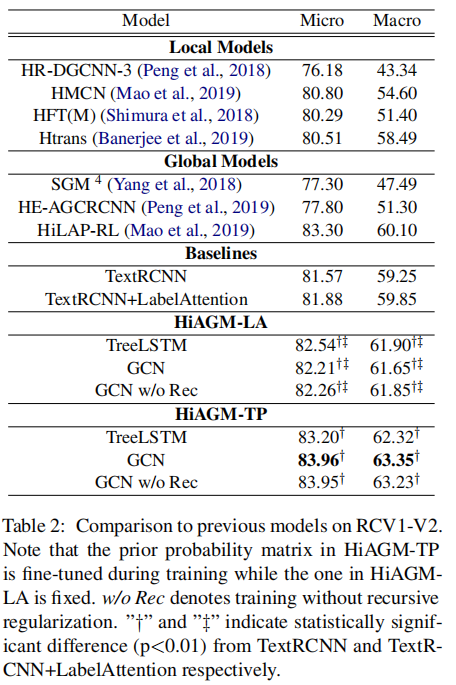 Model Micro Macro
Local Models
HR-DGCNN-3 (Peng et al., 2018) 76.18 43.34
HMCN (Mao et al., 2019) 80.80 54.60
HFT(M) (Shimura et al., 2018) 80.29 51.40
Htrans (Banerjee et al., 2019) 80.51 58.49
Global Models
SGM 4 (Yang et al., 2018) 77.30 47.49
HE-AGCRCNN (Peng et al., 2019) 77.80 51.30
HiLAP-RL (Mao et al., 2019) 83.30 60.10
Baselines
TextRCNN 81.57 59.25
TextRCNN+LabelAttention 81.88 59.85
HiAGM-LA
TreeLSTM 82.54†‡ 61.90†‡
GCN 82.21†‡ 61.65†‡
GCN w/o Rec 82.26†‡ 61.85†‡
HiAGM-TP
TreeLSTM 83.20† 62.32†
GCN 83.96† 63.35†
GCN w/o Rec 83.95† 63.23†
Table 2: Comparison to previous models on RCV1-V2.
Note that the prior probability matrix in HiAGM-TP
is fine-tuned during training while the one in HiAGM-
LA is fixed. w/o Rec denotes training without recursive
regularization. ”†” and ”‡” indicate statistically signif-
icant difference (p<0.01) from TextRCNN and TextR-
CNN+LabelAttention respectively.